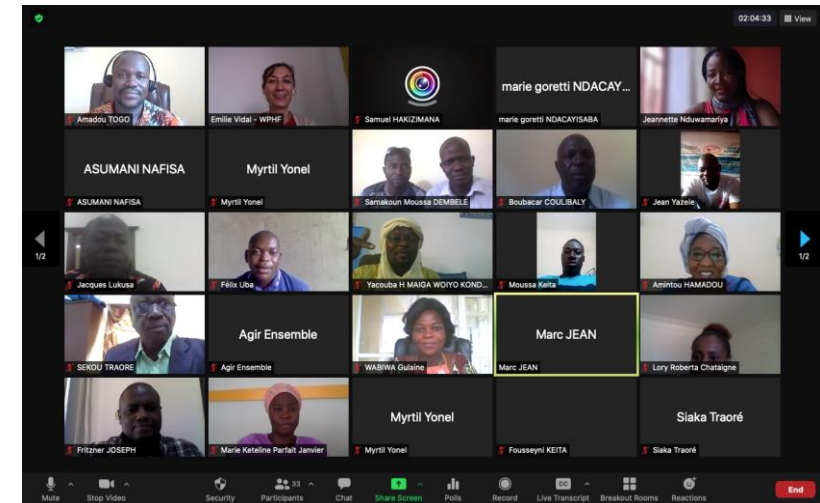 02:04:33 View
Amadou TOGO
Emilie Vidal - WPHF
Samuel HAKIZIMANA
marie goretti NDACAY...
marie goretti NDACAYISABA
Jeannette Nduwamariya
ASUMANI NAFISA
ASUMANI NAFISA
Myrtil Yonel
Myrtil Yonel
Samakoun Moussa DEMBELE
Boubacar COULIBALY
Jean Yazele
1/2
Jacques Lukusa
Félix Uba
Yacouba H MAIGA WOIYO KOND...
Moussa Keita
Amintou HAMADOU
1/2
SEKOU TRAORE
Agir Ensemble
Agir Ensemble
WABIWA Gulaine
Marc JEAN
Marc JEAN
Lory Roberta Chataigne
Fritzner JOSEPH
Marie Keteline Parfait Janvier
Myrtil Yonel
Myrtil Yonel
Fousseyni KEITA
Siaka Traoré
Siaka Traoré
Mute
Stop Video
Security
33
Participants
Chat
Share Screen
Polls
Record
CC
Live Transcript
Breakout Rooms
Reactions
End